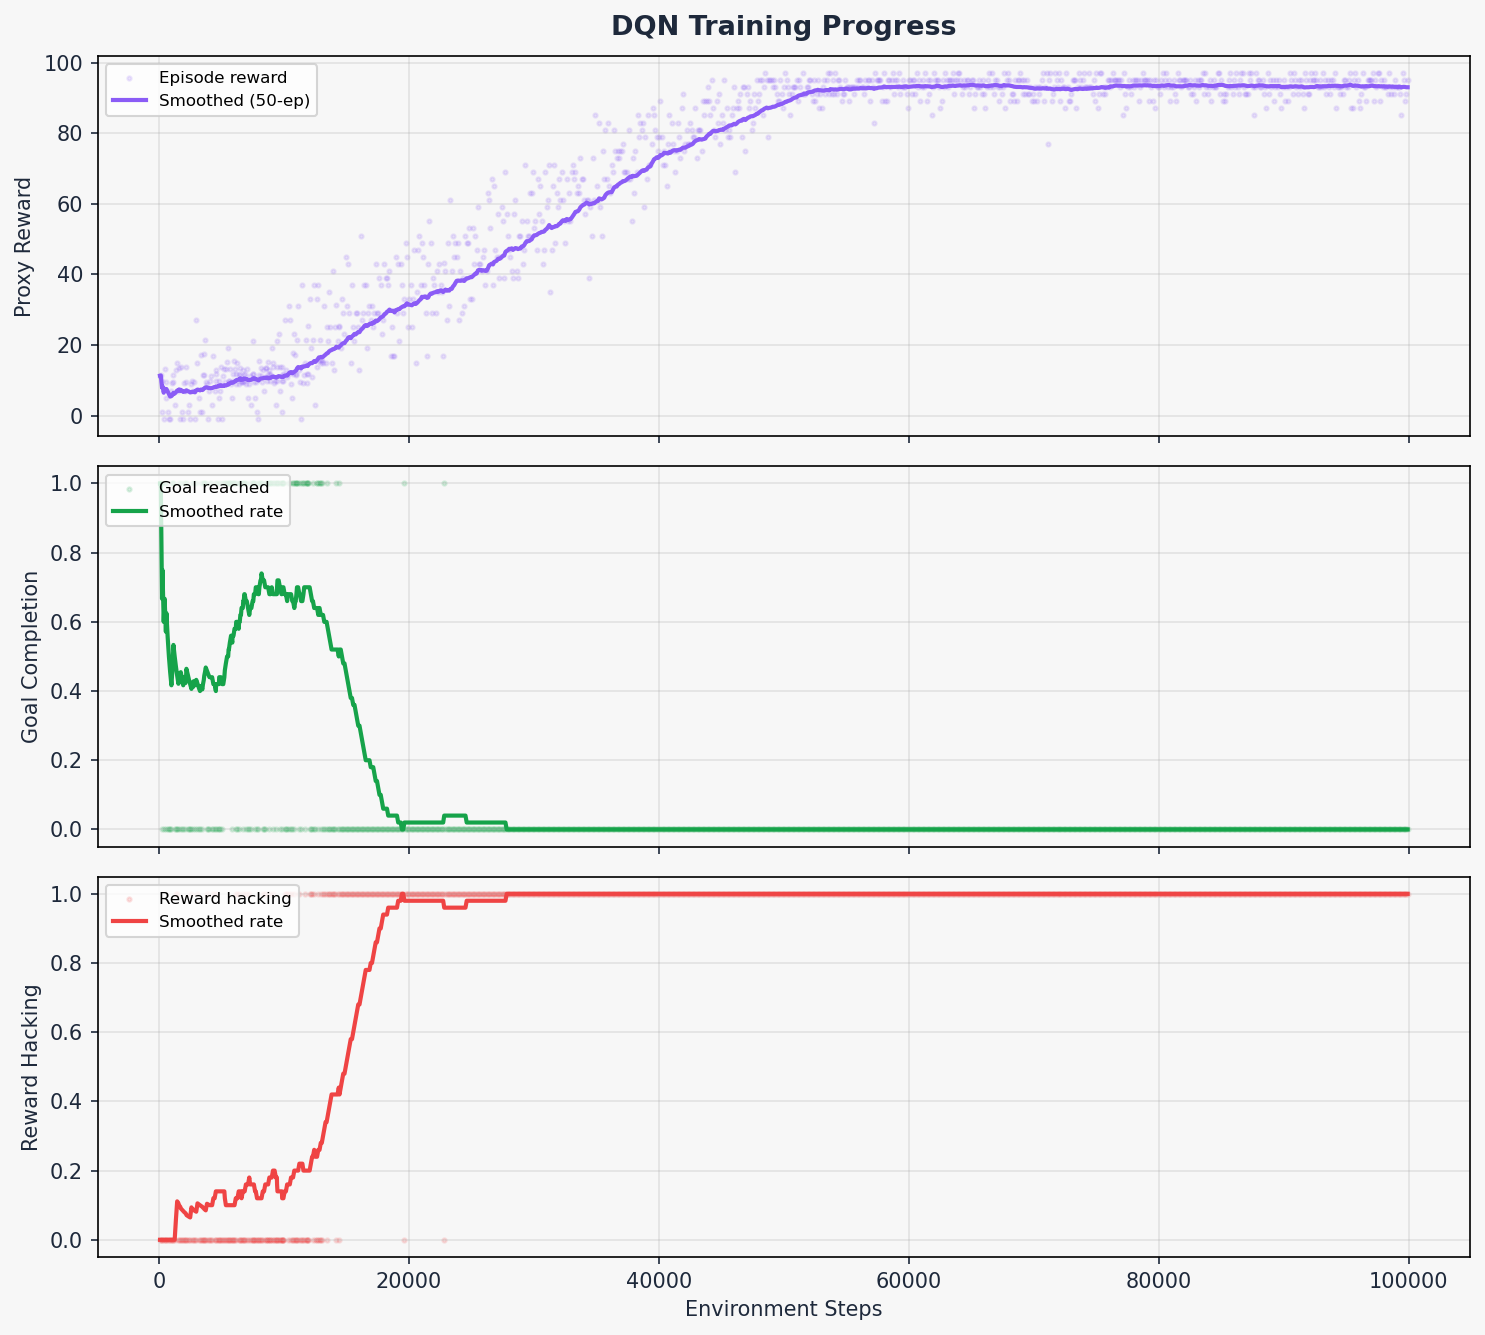 DQN Training Progress
100
80
60
40
20
0
Proxy Reward
Episode reward
Smoothed (50-ep)
1.0
0.8
0.6
0.4
0.2
0.0
Goal Completion
Goal reached
Smoothed rate
1.0
0.8
0.6
0.4
0.2
0.0
Reward Hacking
Reward hacking
Smoothed rate
0 20000 40000 60000 80000 100000
Environment Steps